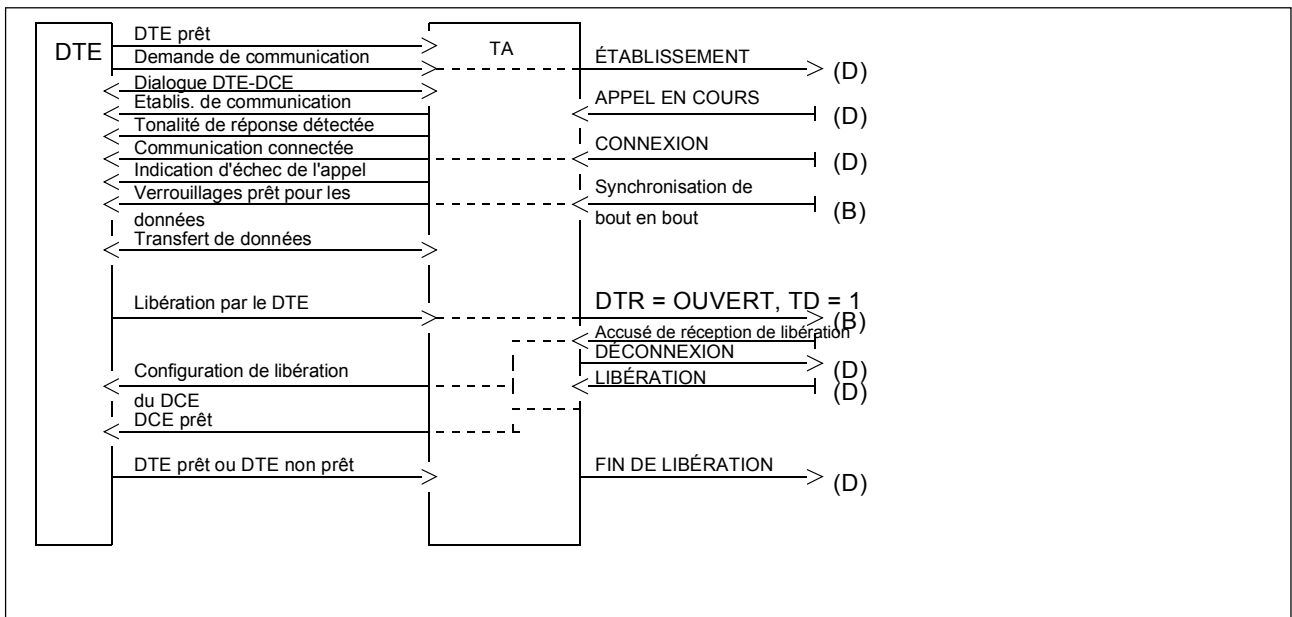 DTE
TA
DTE prêt
Demande de communication
ÉTABLISSEMENT
(D)
Dialogue DTE-DCE
Etablis. de communication
APPEL EN COURS
(D)
Tonalité de réponse détectée
Communication connectée
CONNEXION
(D)
Indication d'échec de l'appel
Verrouillages prêt pour les
données
Synchronisation de
bout en bout
(B)
Transfert de données
Libération par le DTE
DTR = OUVERT, TD = 1
(B)
Accusé de réception de libération
DÉCONNEXION
(D)
Configuration de libération
du DCE
LIBÉRATION
(D)
DCE prêt
DTE prêt ou DTE non prêt
FIN DE LIBÉRATION
(D)